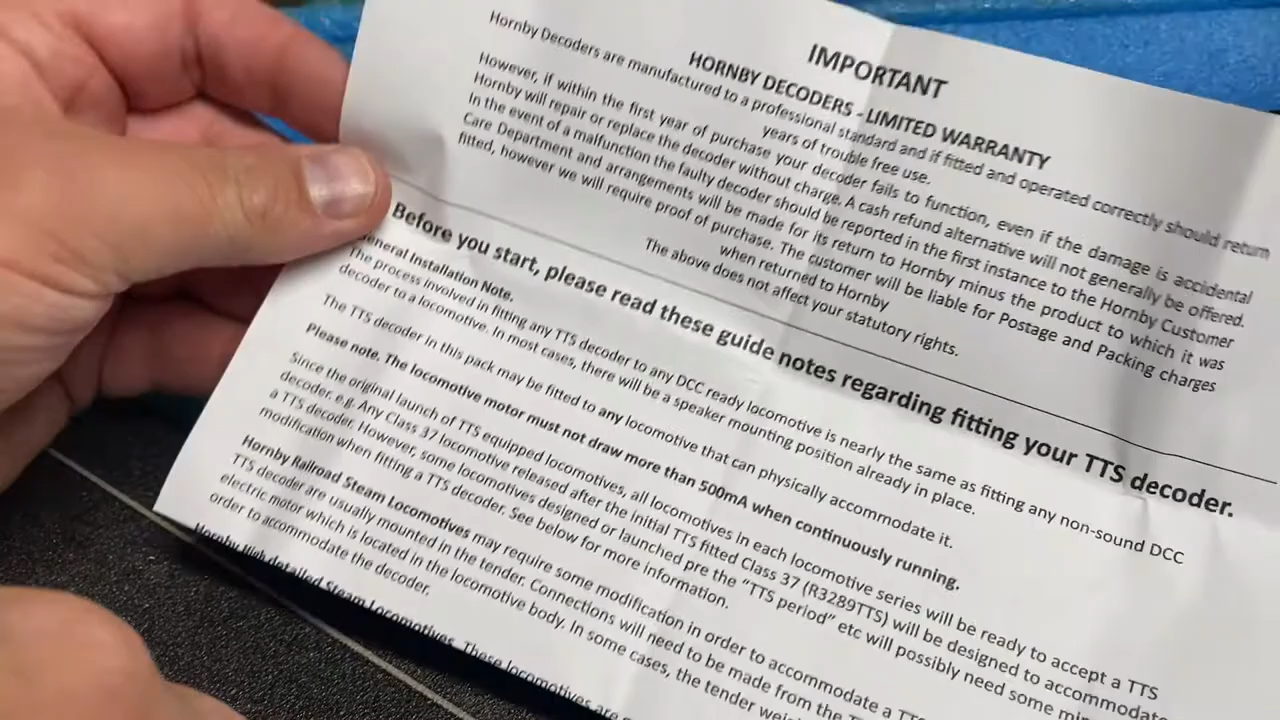 IMPORTANT
HORNBY DECODERS - LIMITED WARRANTY
Hornby Decoders are manufactured to a professional standard and if fitted and operated correctly should return
years of trouble free use.
However, if within the first year of purchase your decoder fails to function, even if the damage is accidental
Hornby will repair or replace the decoder without charge. A cash refund alternative will not generally be offered.
In the event of a malfunction the faulty decoder should be reported in the first instance to the Hornby Customer
Care Department and arrangements will be made for its return to Hornby minus the product to which it was
fitted, however we will require proof of purchase. The customer will be liable for Postage and Packing charges
when returned to Hornby
The above does not affect your statutory rights.
Before you start, please read these guide notes regarding fitting your TTS decoder.
General Installation Note.
The process involved in fitting any TTS decoder to any DCC ready locomotive is nearly the same as fitting any non-sound DCC
decoder to a locomotive. In most cases, there will be a speaker mounting position already in place.
The TTS decoder in this pack may be fitted to any locomotive that can physically accommodate it.
Please note. The locomotive motor must not draw more than 500mA when continuously running.
Since the original launch of TTS equipped locomotives, all locomotives in each locomotive series will be ready to accept a TTS
decoder. e.g. Any Class 37 locomotive released after the initial TTS fitted Class 37 (R3289TTS) will be designed to accommodate
a TTS decoder. However, some locomotives designed or launched pre the "TTS period" etc will possibly need some
modification when fitting a TTS decoder. See below for more information.
Hornby Railroad Steam Locomotives may require some modification in order to accommodate a TTS
TTS decoder are usually mounted in the tender. Connections will need to be made from the
electric motor which is located in the locomotive body. In some cases, the tender
order to accommodate the decoder.
Hornby High detailed Steam Locomotives. These locomotives are